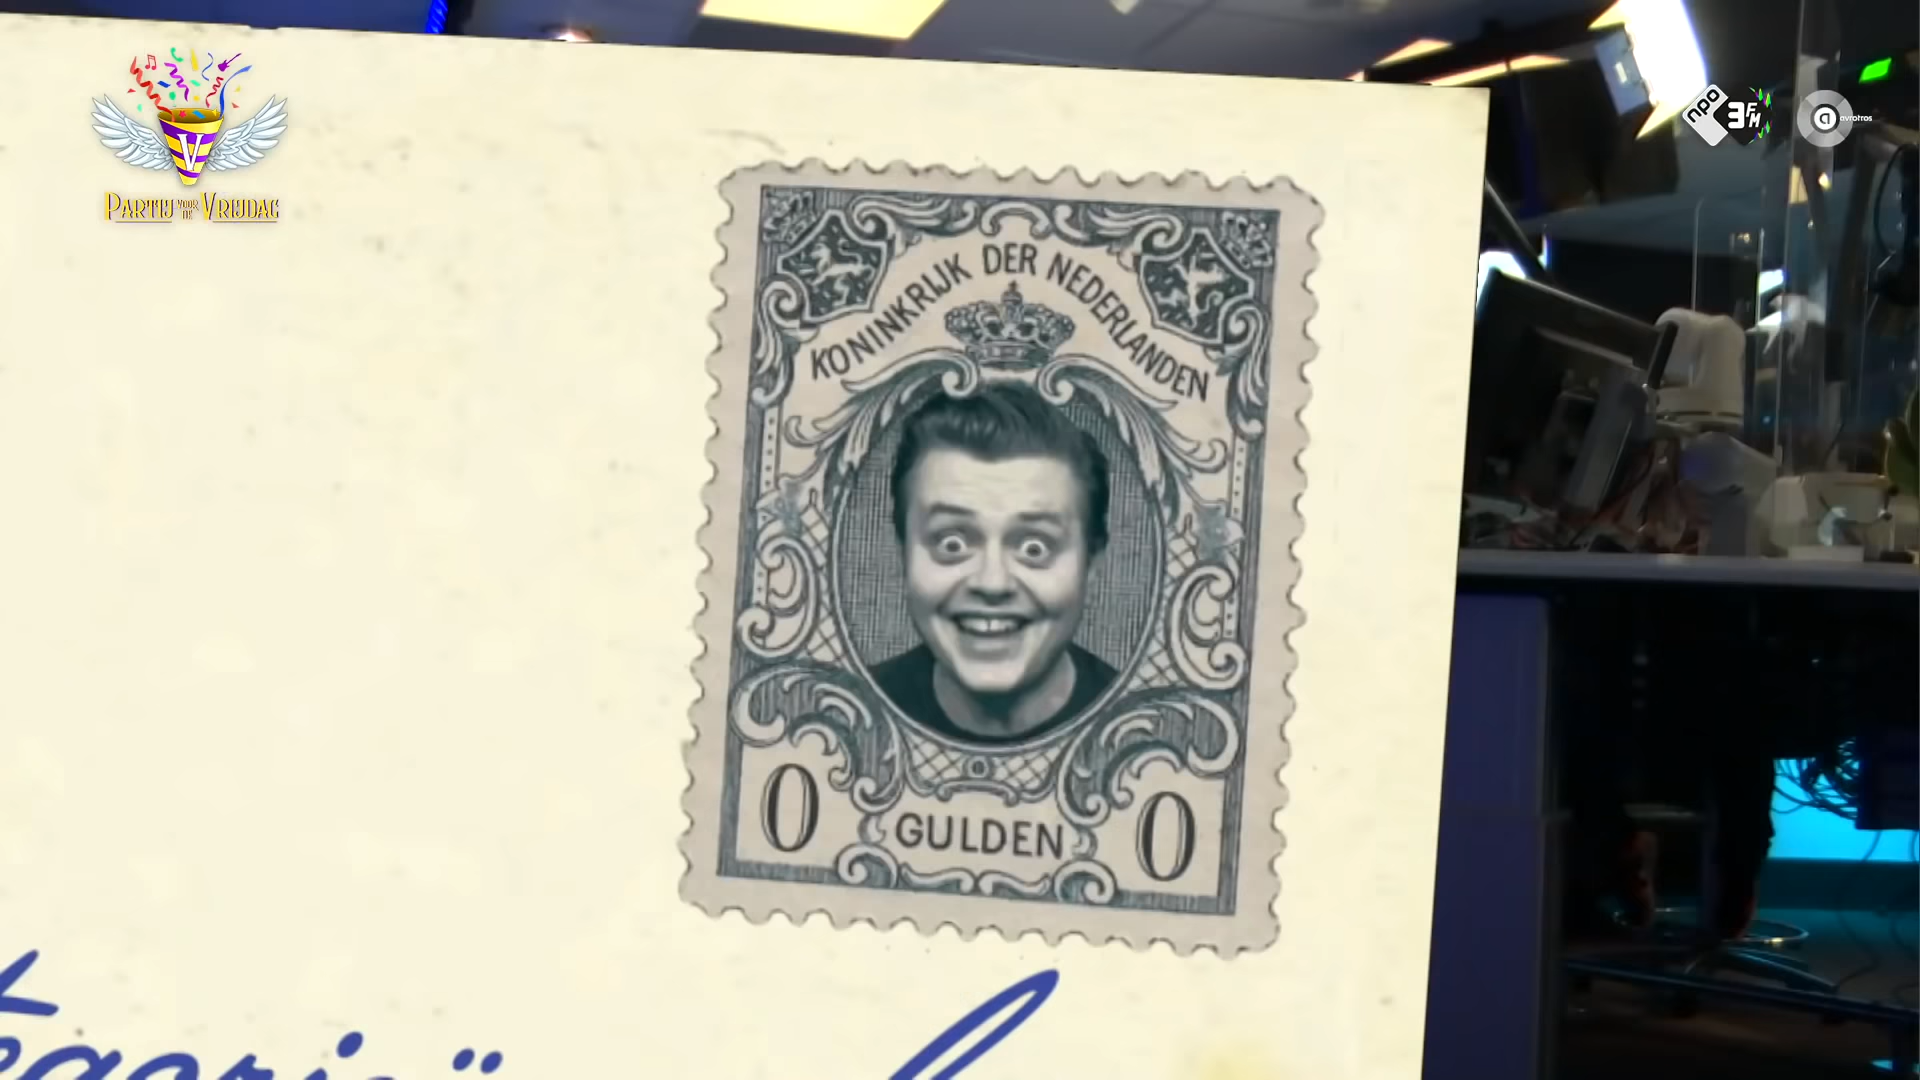 V
PARTIJ VOOR DE VRIJDAG
npo 3FM
a avrotros
KONINKRIJK DER NEDERLANDEN
0 GULDEN 0